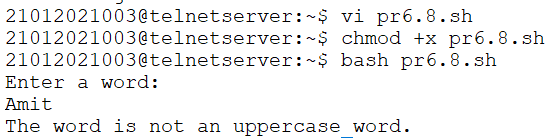 21012021003@telnetserver:~$ vi pr6.8.sh
21012021003@telnetserver:~$ chmod +x pr6.8.sh
21012021003@telnetserver:~$ bash pr6.8.sh
Enter a word:
Amit
The word is not an uppercase_word.